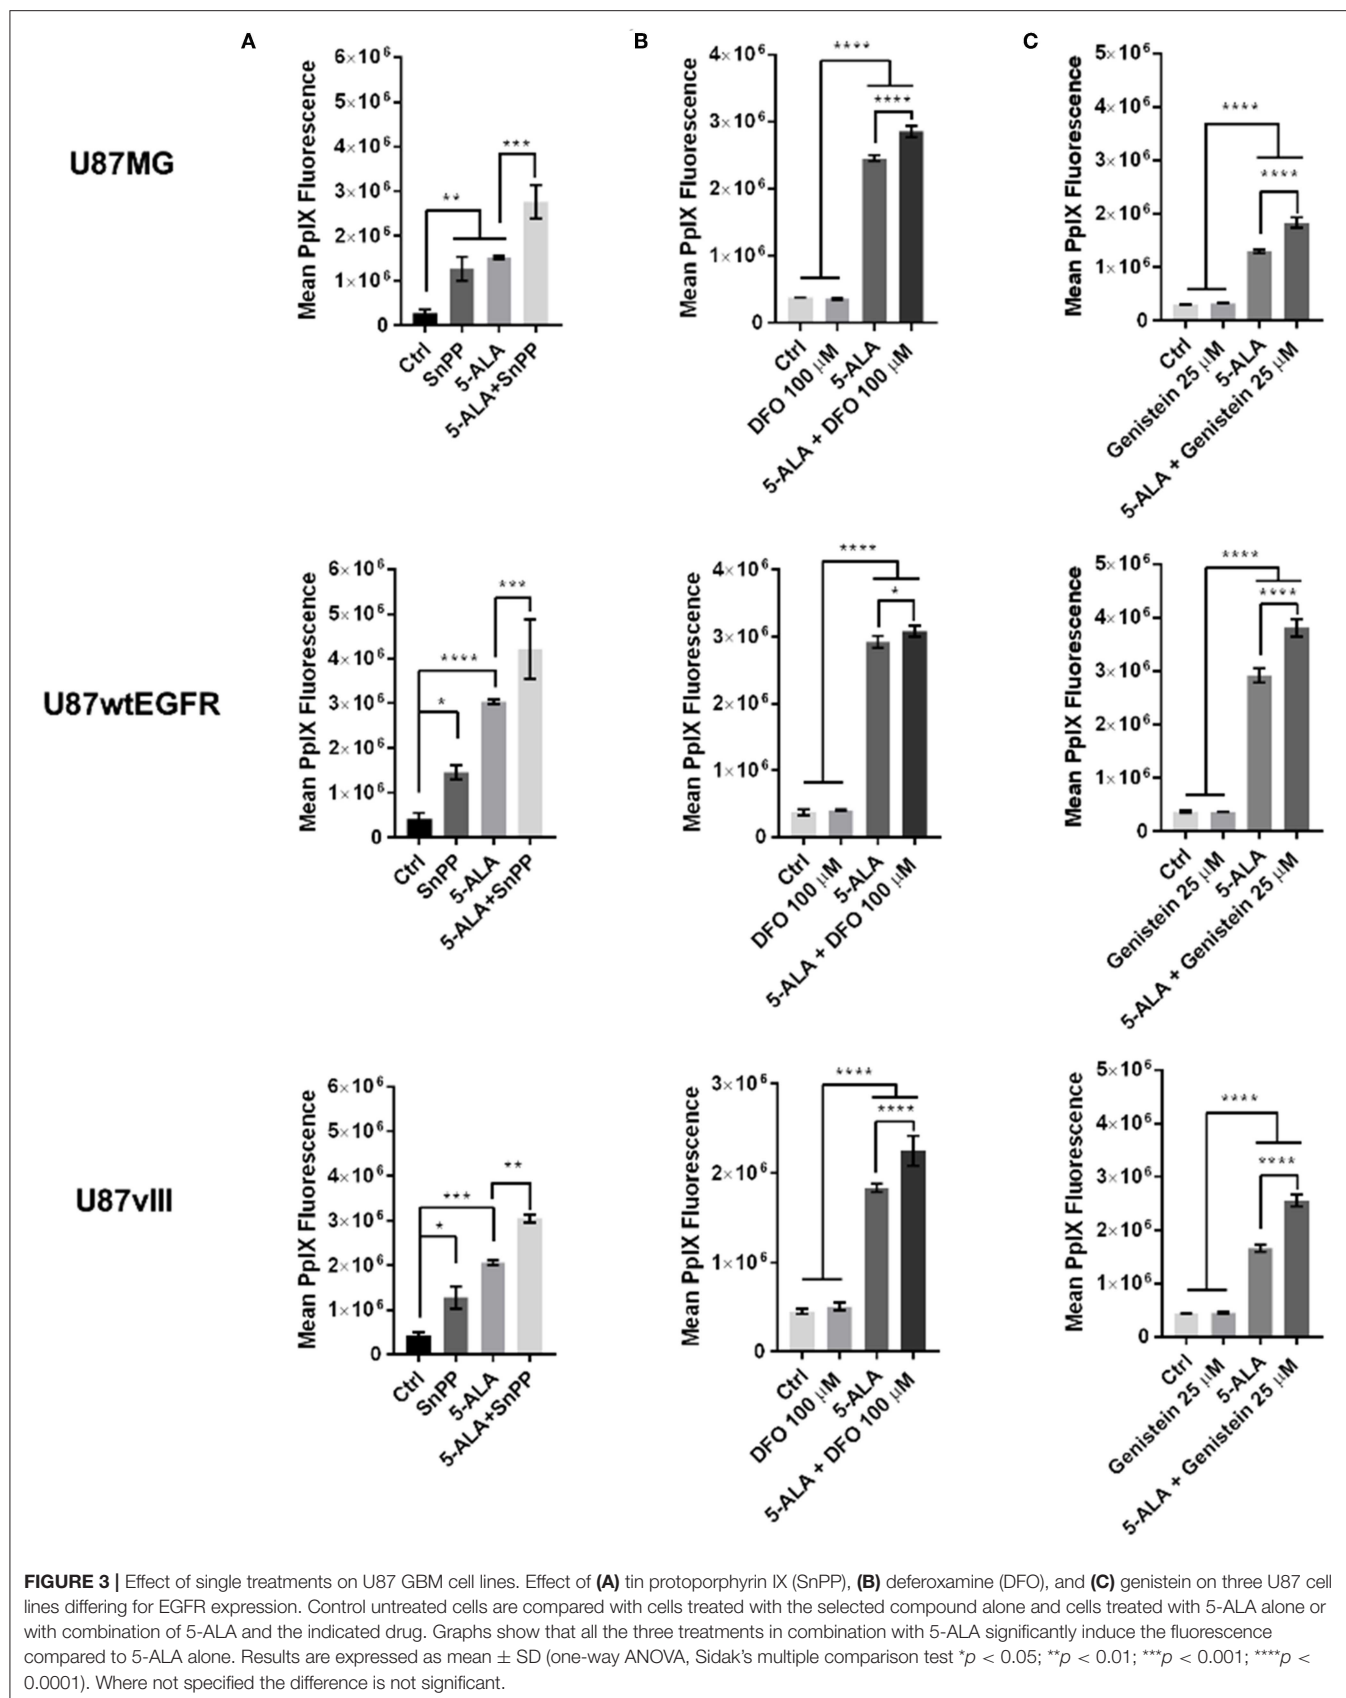 A
B
C
U87MG
Mean PpIX Fluorescence
6×10⁶
5×10⁶
4×10⁶
3×10⁶
2×10⁶
1×10⁶
0
**
***
Ctrl
SnPP
5-ALA
5-ALA+SnPP
Mean PpIX Fluorescence
4×10⁶
3×10⁶
2×10⁶
1×10⁶
0
****
****
Ctrl
DFO 100 µM
5-ALA
5-ALA + DFO 100 µM
Mean PpIX Fluorescence
5×10⁶
4×10⁶
3×10⁶
2×10⁶
1×10⁶
0
****
****
Ctrl
Genistein 25 µM
5-ALA
5-ALA + Genistein 25 µM
U87wtEGFR
Mean PpIX Fluorescence
6×10⁶
5×10⁶
4×10⁶
3×10⁶
2×10⁶
1×10⁶
0
*
****
***
Ctrl
SnPP
5-ALA
5-ALA+SnPP
Mean PpIX Fluorescence
4×10⁶
3×10⁶
2×10⁶
1×10⁶
0
****
*
Ctrl
DFO 100 µM
5-ALA
5-ALA + DFO 100 µM
Mean PpIX Fluorescence
5×10⁶
4×10⁶
3×10⁶
2×10⁶
1×10⁶
0
****
****
Ctrl
Genistein 25 µM
5-ALA
5-ALA + Genistein 25 µM
U87vIII
Mean PpIX Fluorescence
6×10⁶
5×10⁶
4×10⁶
3×10⁶
2×10⁶
1×10⁶
0
*
***
**
Ctrl
SnPP
5-ALA
5-ALA+SnPP
Mean PpIX Fluorescence
3×10⁶
2×10⁶
1×10⁶
0
****
****
Ctrl
DFO 100 µM
5-ALA
5-ALA + DFO 100 µM
Mean PpIX Fluorescence
5×10⁶
4×10⁶
3×10⁶
2×10⁶
1×10⁶
0
****
****
Ctrl
Genistein 25 µM
5-ALA
5-ALA + Genistein 25 µM
FIGURE 3 | Effect of single treatments on U87 GBM cell lines. Effect of (A) tin protoporphyrin IX (SnPP), (B) deferoxamine (DFO), and (C) genistein on three U87 cell
lines differing for EGFR expression. Control untreated cells are compared with cells treated with the selected compound alone and cells treated with 5-ALA alone or
with combination of 5-ALA and the indicated drug. Graphs show that all the three treatments in combination with 5-ALA significantly induce the fluorescence
compared to 5-ALA alone. Results are expressed as mean ± SD (one-way ANOVA, Sidak's multiple comparison test *p < 0.05; **p < 0.01; ***p < 0.001; ****p <
0.0001). Where not specified the difference is not significant.